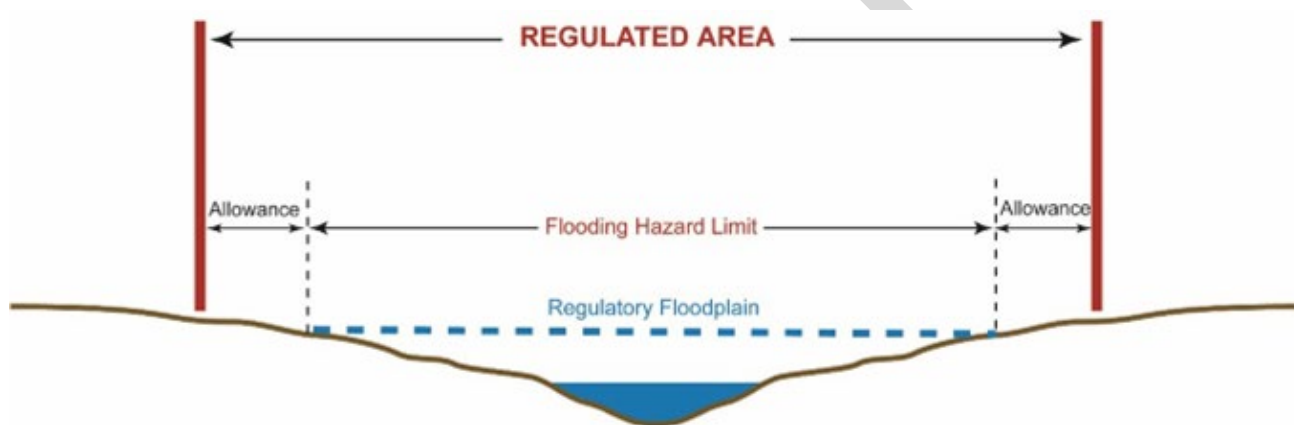 REGULATED AREA
Allowance
Flooding Hazard Limit
Allowance
Regulatory Floodplain